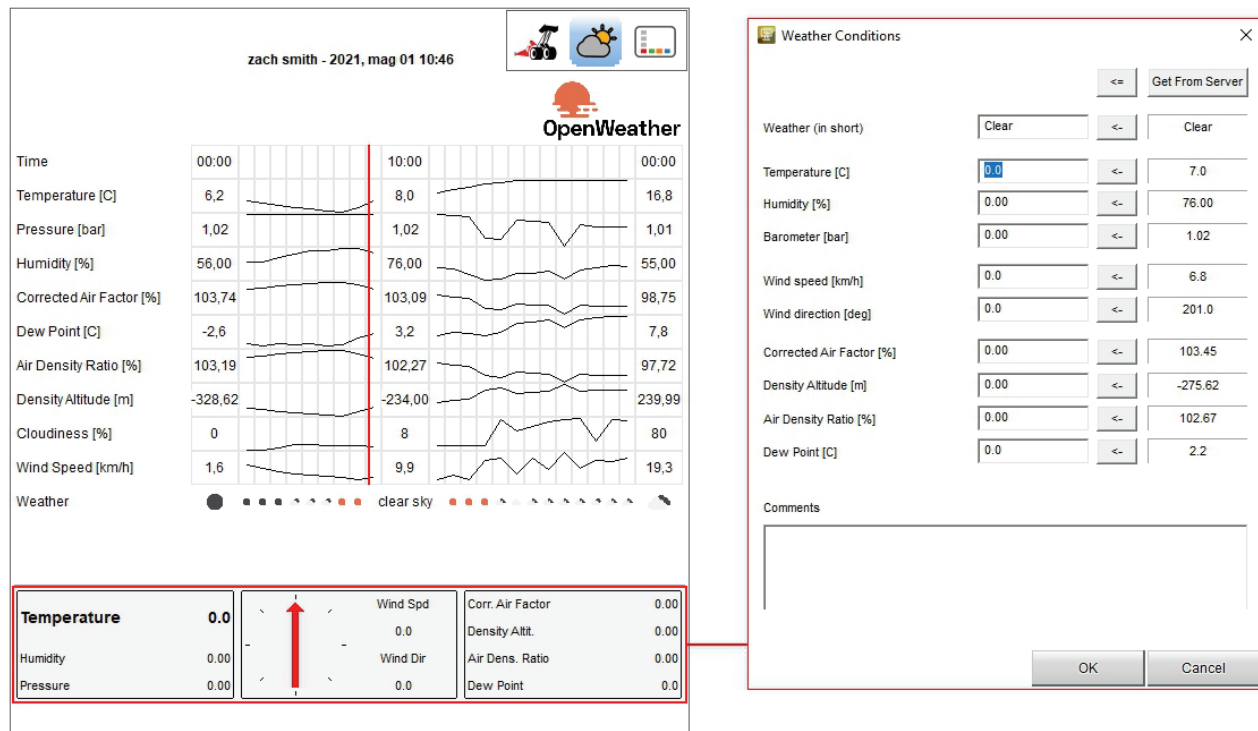 zach smith - 2021, mag 01 10:46
OpenWeather
Time 00:00 10:00 00:00
Temperature [C] 6,2 8,0 16,8
Pressure [bar] 1,02 1,02 1,01
Humidity [%] 56,00 76,00 55,00
Corrected Air Factor [%] 103,74 103,09 98,75
Dew Point [C] -2,6 3,2 7,8
Air Density Ratio [%] 103,19 102,27 97,72
Density Altitude [m] -328,62 -234,00 239,99
Cloudiness [%] 0 8 80
Wind Speed [km/h] 1,6 9,9 19,3
Weather clear sky
Temperature 0.0
Humidity 0.00
Pressure 0.00
Wind Spd
0.0
Wind Dir
0.0
Corr. Air Factor 0.00
Density Altit. 0.00
Air Dens. Ratio 0.00
Dew Point 0.0
Weather Conditions
<= Get From Server
Weather (in short) Clear <- Clear
Temperature [C] 0.0 <- 7.0
Humidity [%] 0.00 <- 76.00
Barometer [bar] 0.00 <- 1.02
Wind speed [km/h] 0.0 <- 6.8
Wind direction [deg] 0.0 <- 201.0
Corrected Air Factor [%] 0.00 <- 103.45
Density Altitude [m] 0.00 <- -275.62
Air Density Ratio [%] 0.00 <- 102.67
Dew Point [C] 0.0 <- 2.2
Comments
OK Cancel